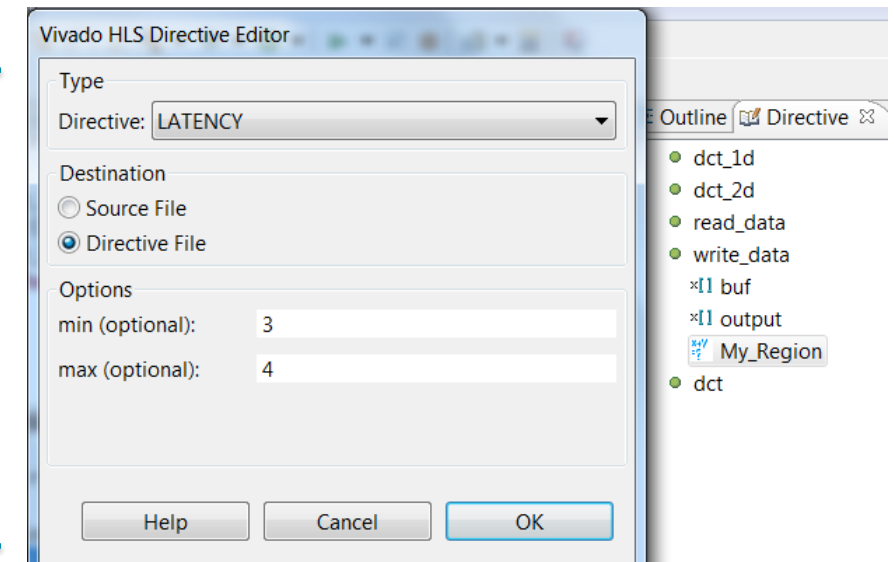 Vivado HLS Directive Editor
Type
Directive: LATENCY
Destination
Source File
Directive File
Options
min (optional): 3
max (optional): 4
Help Cancel OK
Outline Directive
dct_1d
dct_2d
read_data
write_data
buf
output
My_Region
dct